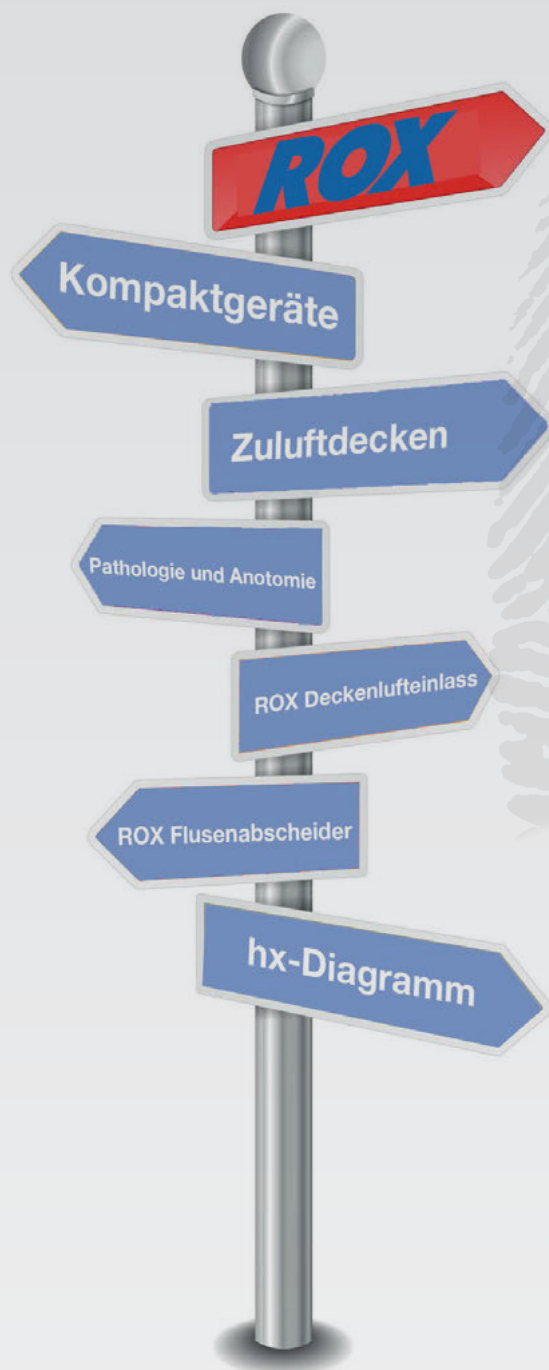 ROX
Kompaktgeräte
Zuluftdecken
Pathologie und Anotomie
ROX Deckenlufteinlass
ROX Flusenabscheider
hx-Diagramm